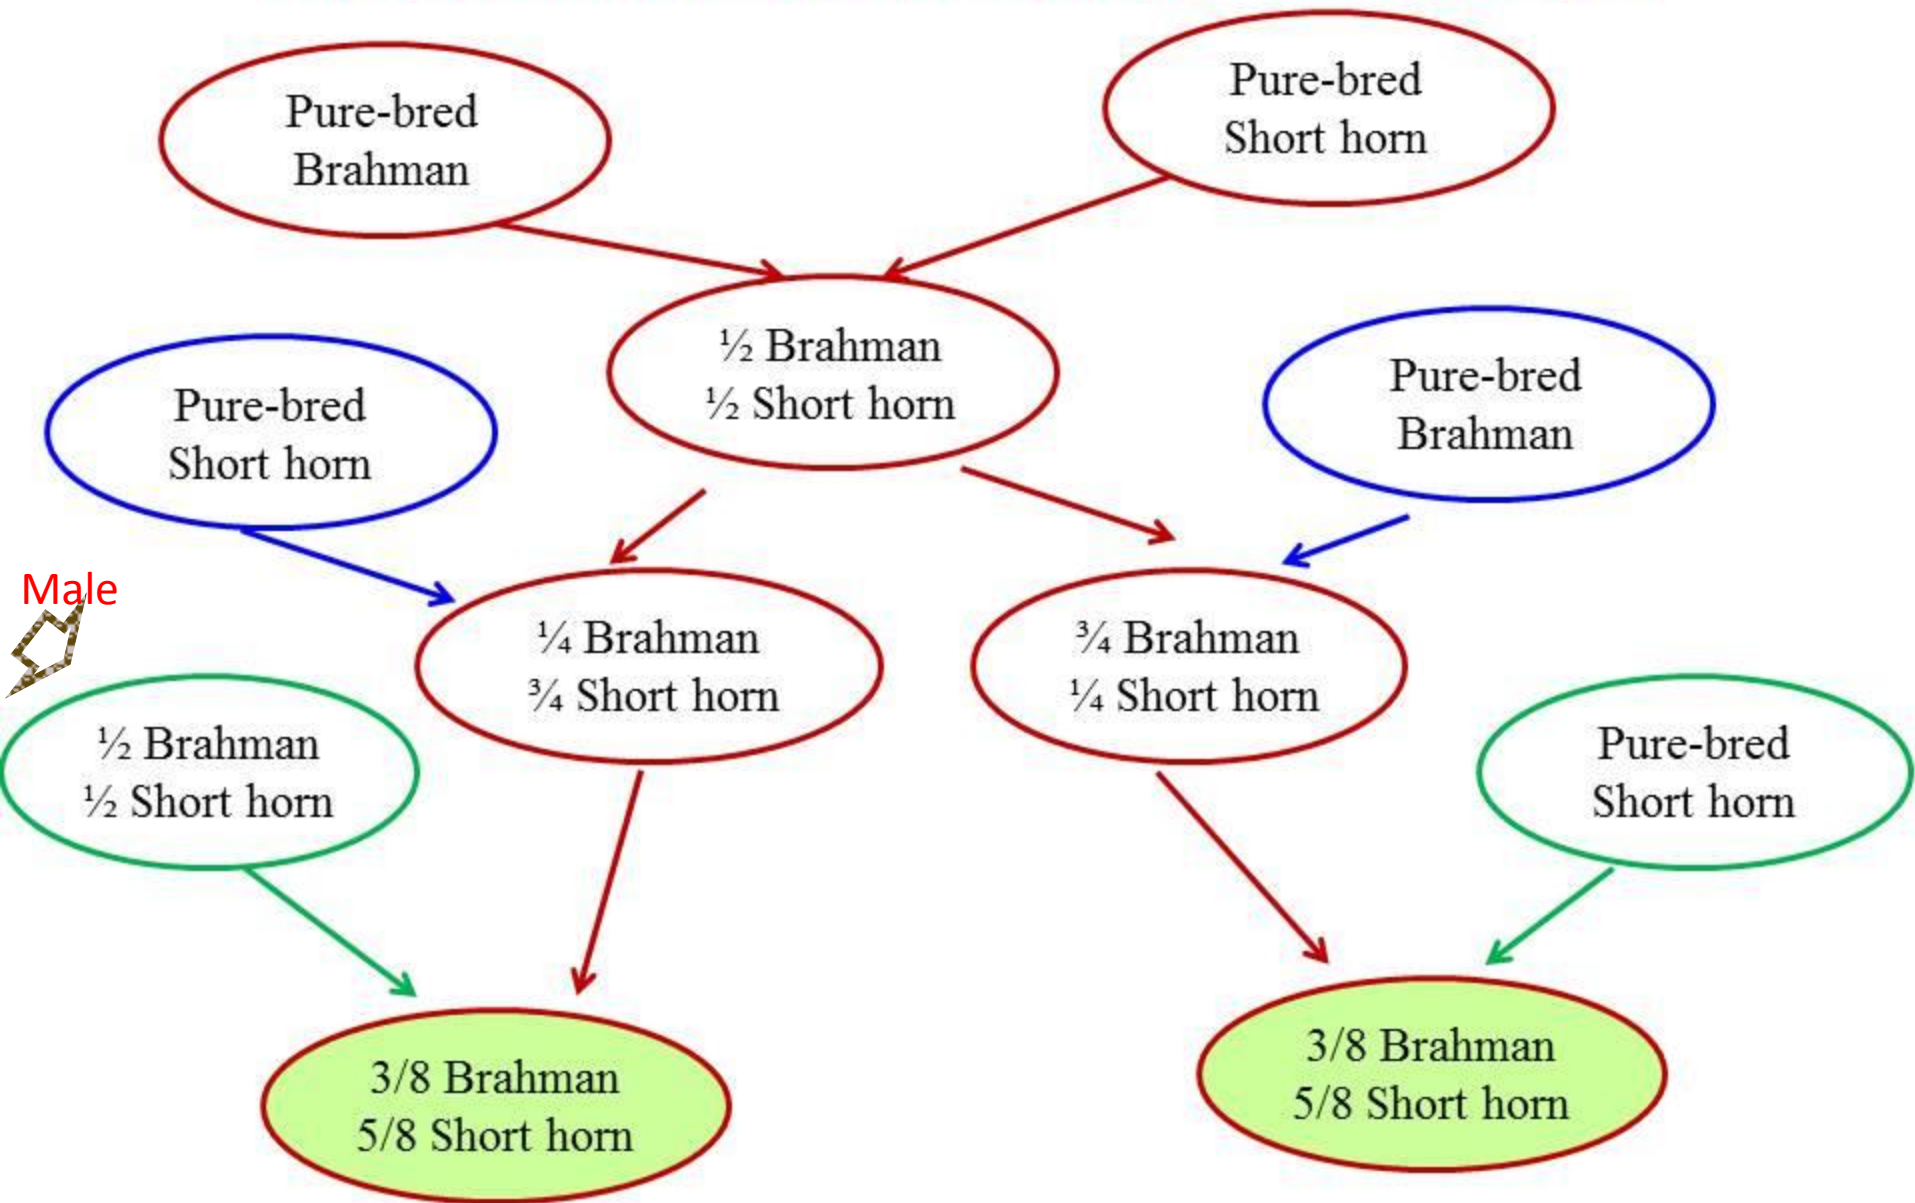 Pure-bred
Brahman
Pure-bred
Short horn
½ Brahman
½ Short horn
Pure-bred
Short horn
Pure-bred
Brahman
Male
¼ Brahman
¾ Short horn
¾ Brahman
¼ Short horn
½ Brahman
½ Short horn
Pure-bred
Short horn
3/8 Brahman
5/8 Short horn
3/8 Brahman
5/8 Short horn